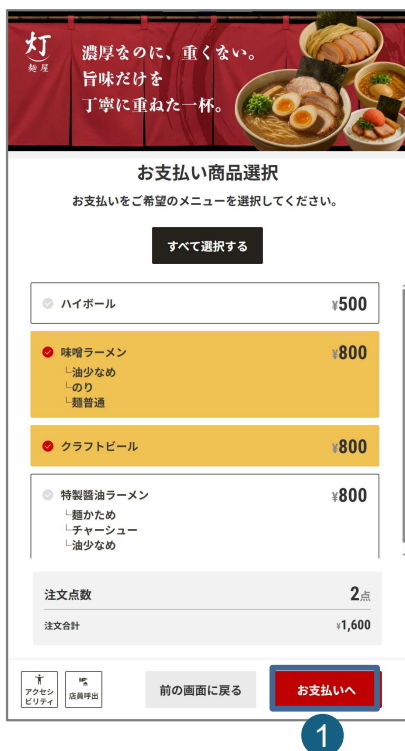 灯
麺屋
濃厚なのに、重くない。
旨味だけを
丁寧に重ねた一杯。
お支払い商品選択
お支払いをご希望のメニューを選択してください。
すべて選択する
ハイボール ¥500
味噌ラーメン ¥800
└油少なめ
└のり
└麺普通
クラフトビール ¥800
特製醤油ラーメン ¥800
└麺かため
└チャーシュー
└油少なめ
注文点数 2点
注文合計 ¥1,600
アクセシ
ビリティ
店員呼出
前の画面に戻る
お支払いへ
1